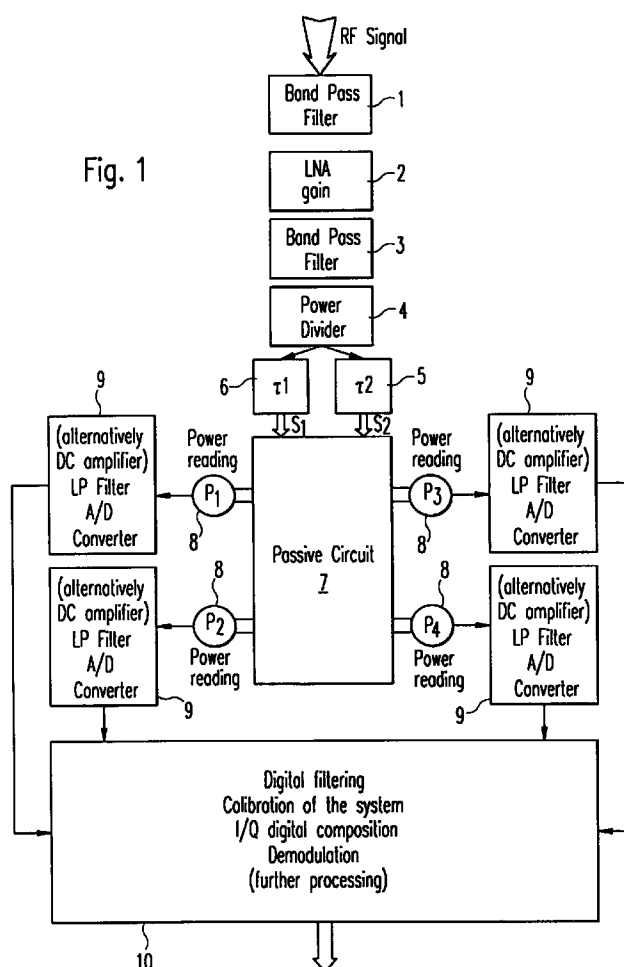 RF Signal
Band Pass
Filter
1
Fig. 1
LNA
gain
2
Band Pass
Filter
3
Power
Divider
4
6
τ1
τ2
5
S1
S2
9
(alternatively
DC amplifier)
LP Filter
A/D
Converter
Power
reading
P1
8
Power
reading
P3
8
9
(alternatively
DC amplifier)
LP Filter
A/D
Converter
Passive Circuit
7
(alternatively
DC amplifier)
LP Filter
A/D
Converter
9
8
P2
Power
reading
8
P4
Power
reading
(alternatively
DC amplifier)
LP Filter
A/D
Converter
9
Digital filtering
Calibration of the system
I/Q digital composition
Demodulation
(further processing)
10